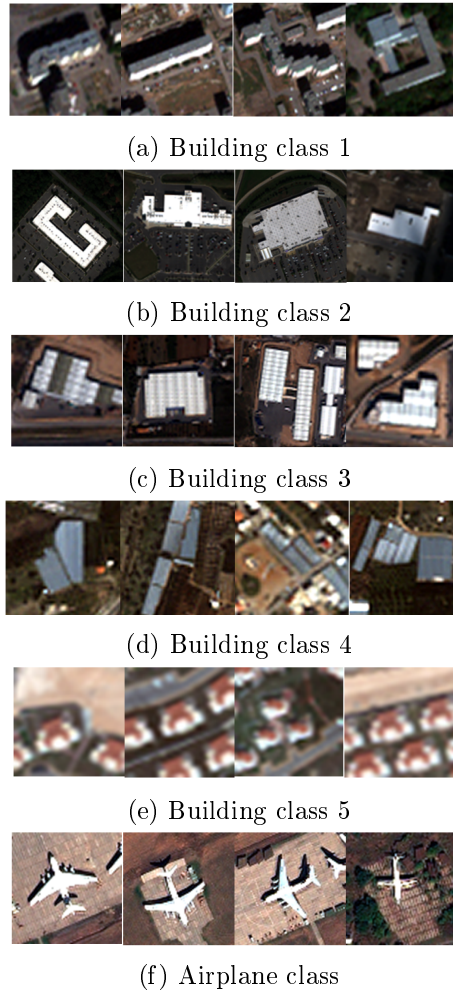 (a) Building class 1
(b) Building class 2
(c) Building class 3
(d) Building class 4
(e) Building class 5
(f) Airplane class